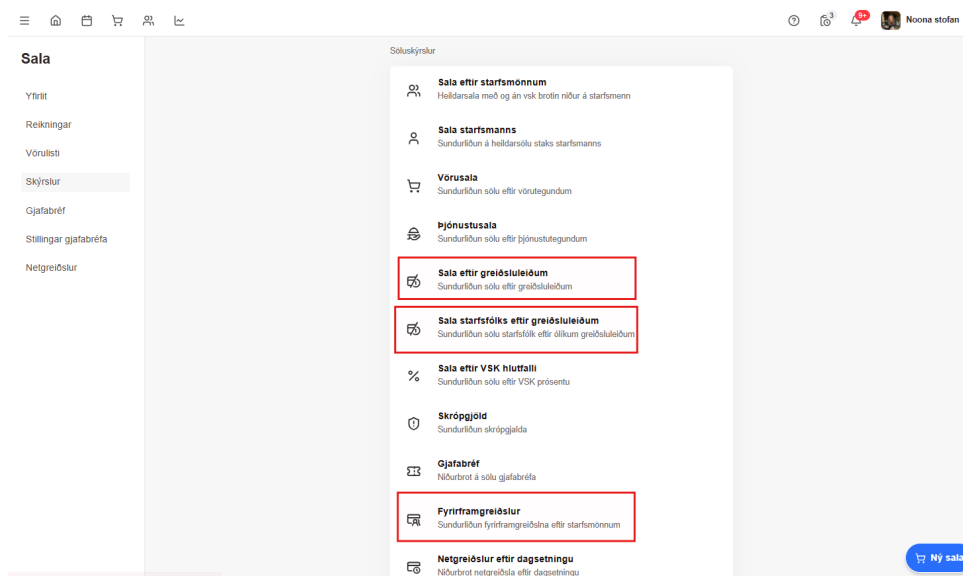 3
9+
Noona stofan
Sala
Yfirlit
Reikningar
Vörulisti
Skýrslur
Gjafabréf
Stillingar gjafabréfa
Netgreiðslur
Söluskýrslur
Sala eftir starfsmönnum
Heildarsala með og án vsk brotin niður á starfsmenn
Sala starfsmanns
Sundurliðun á heildarsölu staks starfsmanns
Vörusala
Sundurliðun sölu eftir vörutegundum
Þjónustusala
Sundurliðun sölu eftir þjónustutegundum
Sala eftir greiðsluleiðum
Sundurliðun sölu eftir greiðsluleiðum
Sala starfsfólks eftir greiðsluleiðum
Sundurliðun sölu starfsfólk eftir ólíkum greiðsluleiðum
Sala eftir VSK hlutfalli
Sundurliðun sölu eftir VSK prósentu
Skrópgjöld
Sundurliðun skrópgjalda
Gjafabréf
Niðurbrot á sölu gjafabréfa
Fyrirframgreiðslur
Sundurliðun fyrirframgreiðslna eftir starfsmönnum
Netgreiðslur eftir dagsetningu
Niðurbrot netgreiðsla eftir dagsetningu
Ný sala